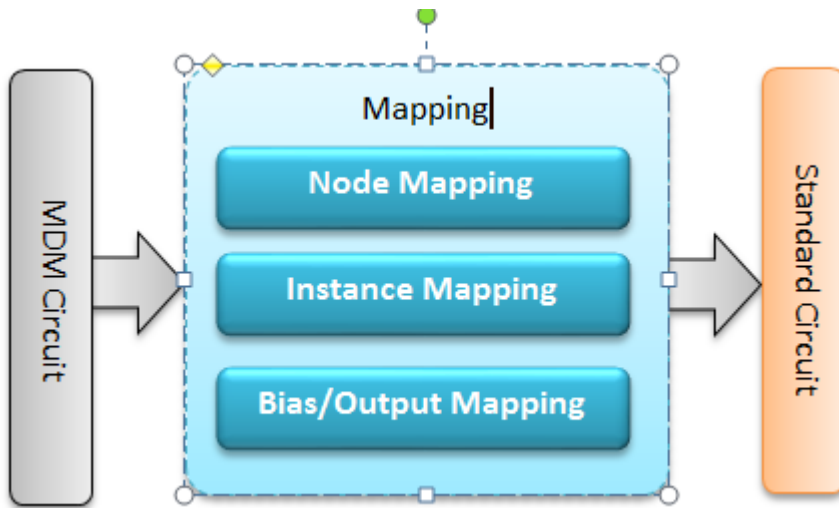 MDM Circuit
Mapping
Node Mapping
Instance Mapping
Bias/Output Mapping
Standard Circuit